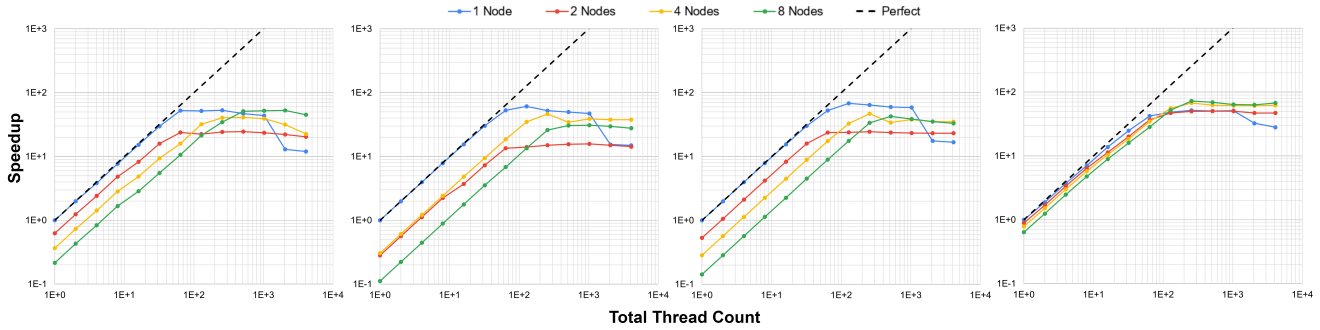 1 Node 2 Nodes 4 Nodes 8 Nodes Perfect
Speedup
1E+3
1E+2
1E+1
1E+0
1E-1
1E+0 1E+1 1E+2 1E+3 1E+4
1E+3
1E+2
1E+1
1E+0
1E-1
1E+0 1E+1 1E+2 1E+3 1E+4
1E+3
1E+2
1E+1
1E+0
1E-1
1E+0 1E+1 1E+2 1E+3 1E+4
1E+3
1E+2
1E+1
1E+0
1E-1
1E+0 1E+1 1E+2 1E+3 1E+4
Total Thread Count